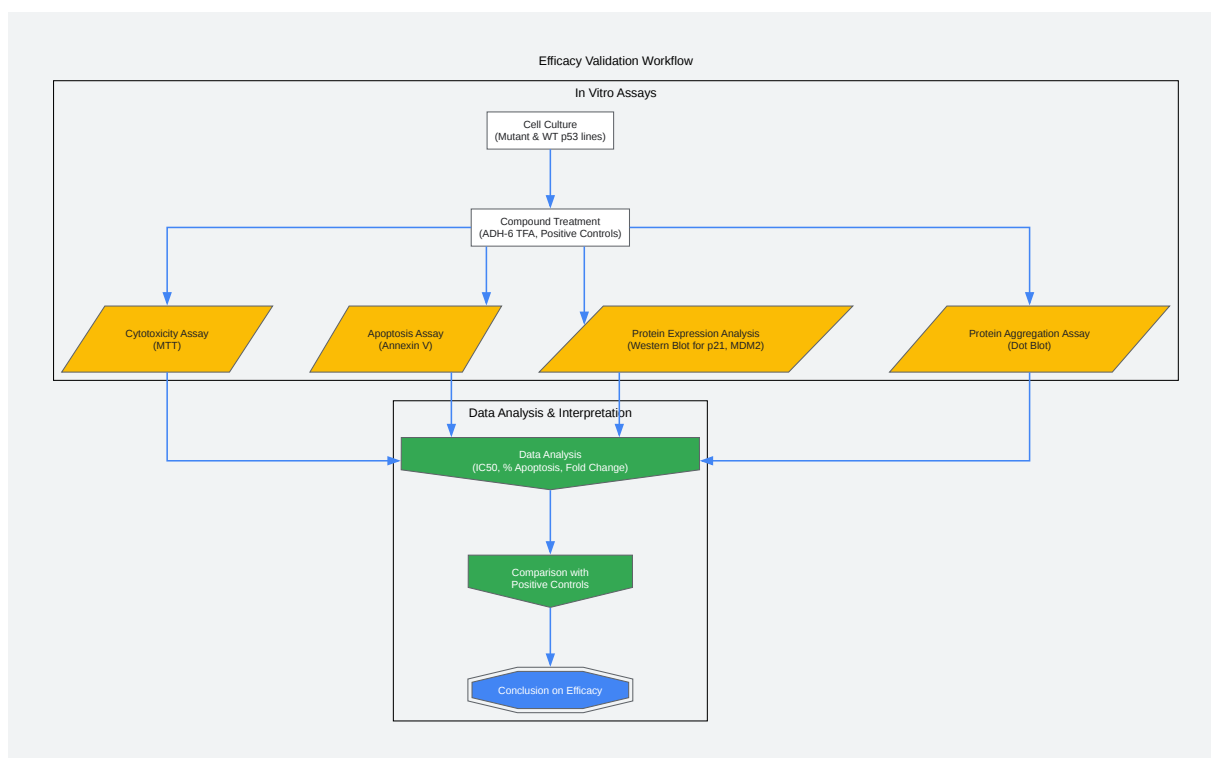 Efficacy Validation Workflow
In Vitro Assays
Cell Culture
(Mutant & WT p53 lines)
Compound Treatment
(ADH-6 TFA, Positive Controls)
Cytotoxicity Assay
(MTT)
Apoptosis Assay
(Annexin V)
Protein Expression Analysis
(Western Blot for p21, MDM2)
Protein Aggregation Assay
(Dot Blot)
Data Analysis & Interpretation
Data Analysis
(IC50, % Apoptosis, Fold Change)
Comparison with
Positive Controls
Conclusion on Efficacy